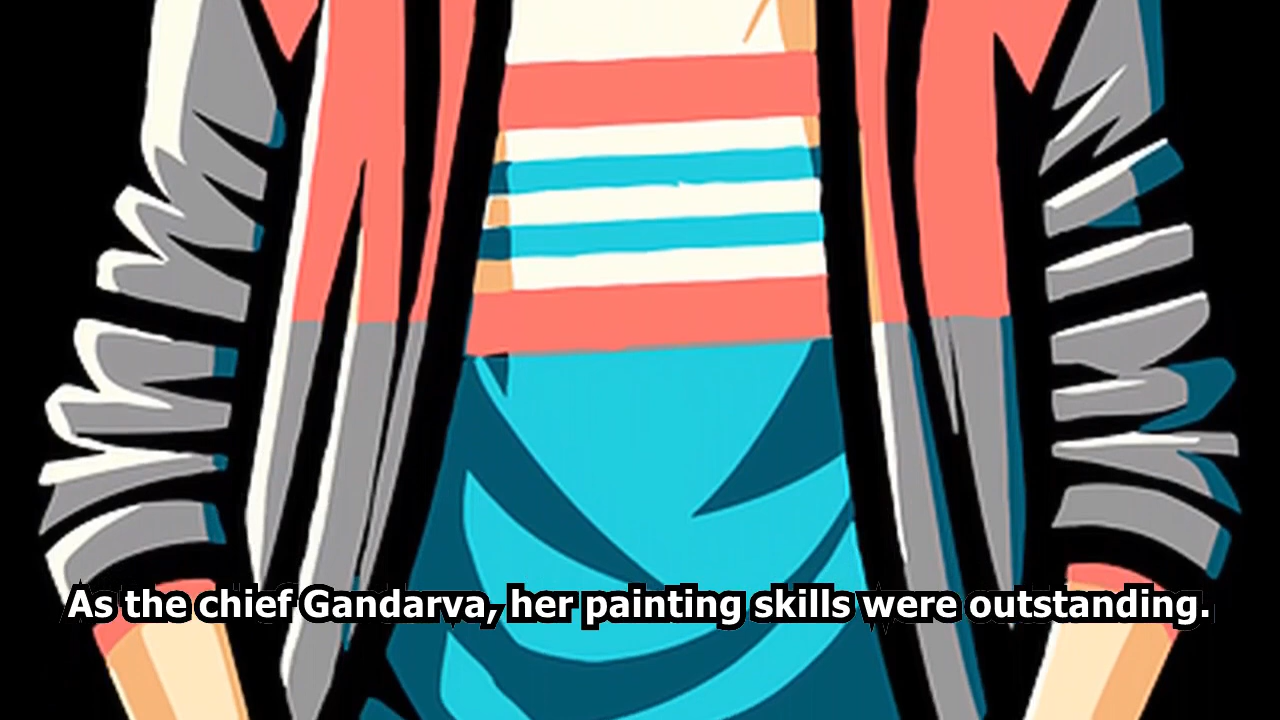 As the chief Gandarva, her painting skills were outstanding.